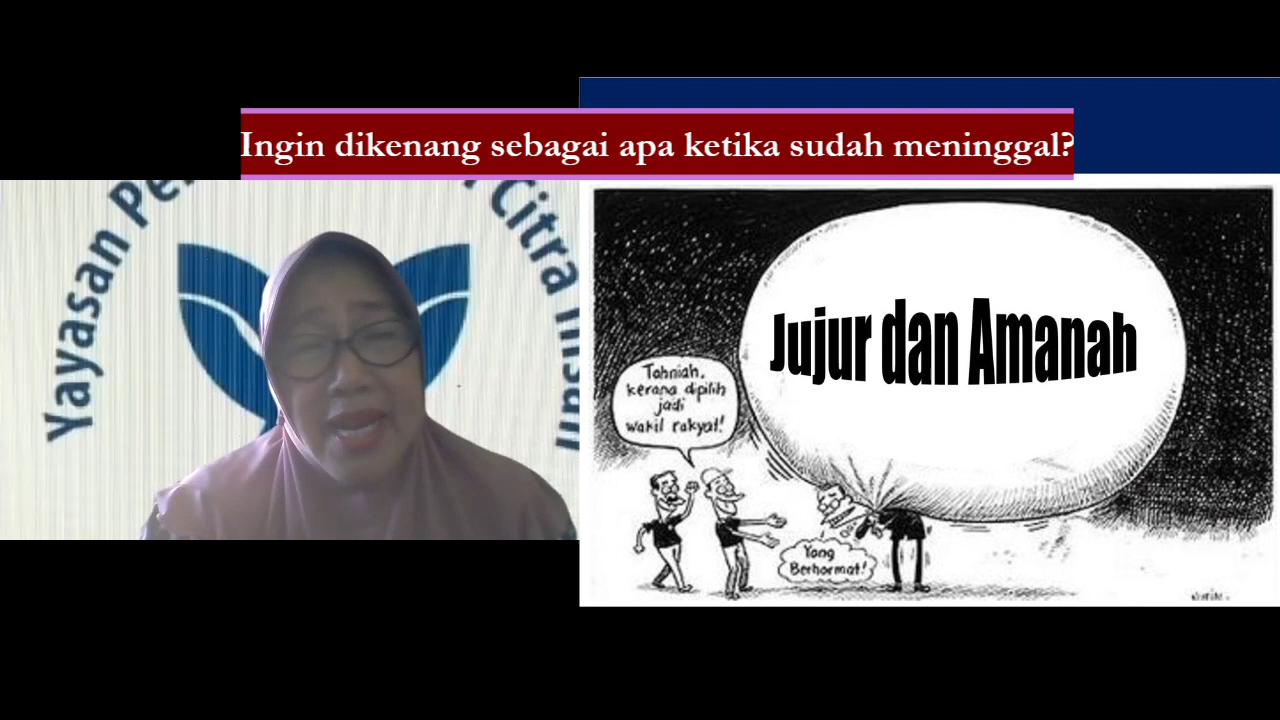 Ingin dikenang sebagai apa ketika sudah meninggal?
Yayasan Pe
Citra
Jujur dan Amanah
Tahniah,
kerana dipilih
jadi
wakil rakyat!
Yang
Berhormat!